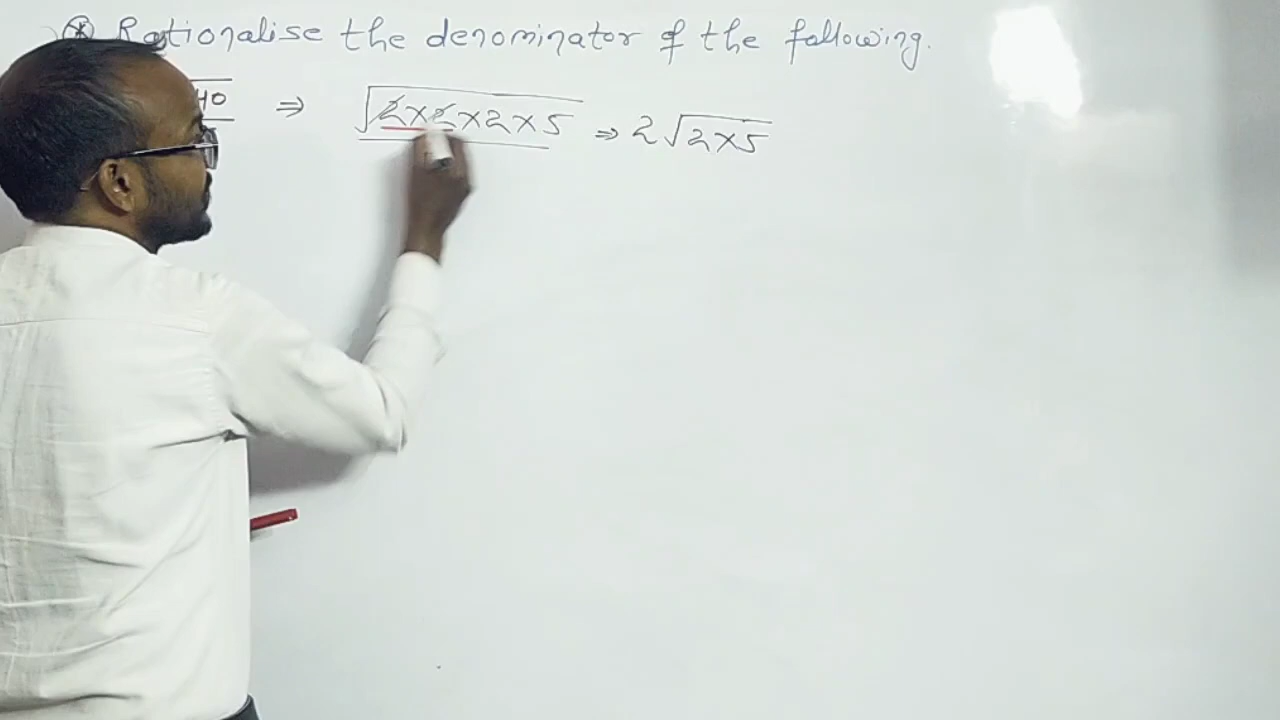 Rationalise the denominator of the following.
40 ⇒ √2×2×2×5 ⇒ 2√2×5